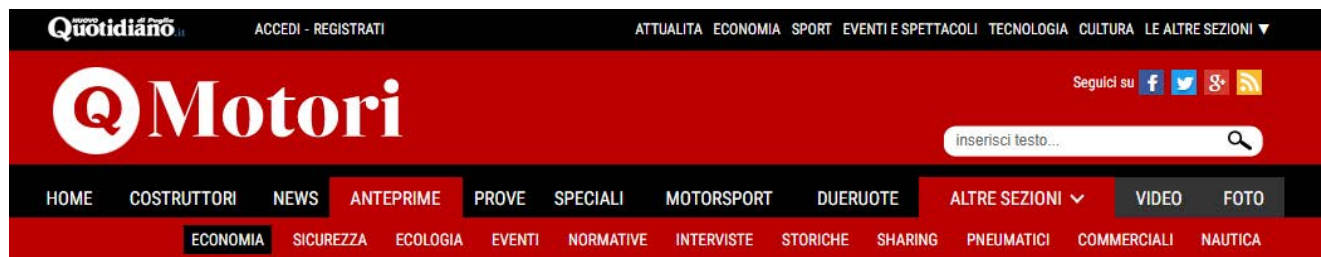 nuovo Quotidiano di Puglia.it ACCEDI - REGISTRATI ATTUALITA ECONOMIA SPORT EVENTI E SPETTACOLI TECNOLOGIA CULTURA LE ALTRE SEZIONI ▼
Seguici su f g+
Q Motori
inserisci testo...
HOME COSTRUTTORI NEWS ANTEPRIME PROVE SPECIALI MOTORSPORT DUERUOTE ALTRE SEZIONI VIDEO FOTO
ECONOMIA SICUREZZA ECOLOGIA EVENTI NORMATIVE INTERVISTE STORICHE SHARING PNEUMATICI COMMERCIALI NAUTICA